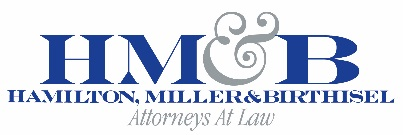 HM&B
HAMILTON, MILLER&BIRTHISEL
Attorneys At Law